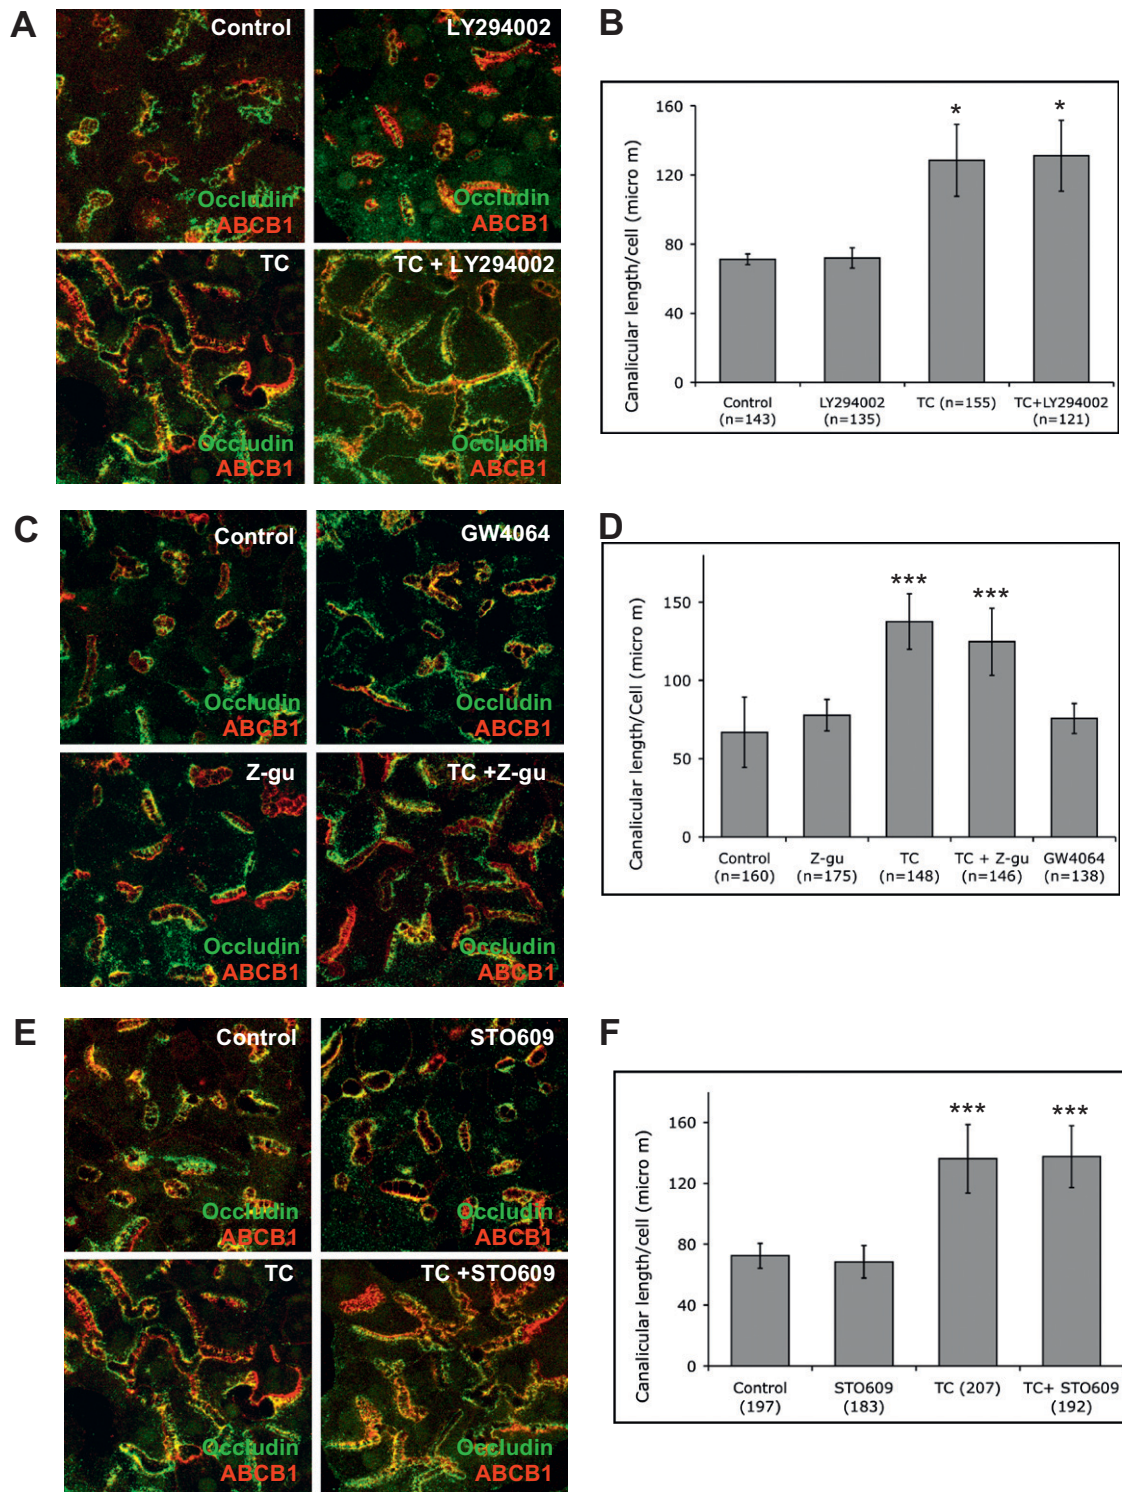 A
Control
LY294002
Occludin
ABCB1
Occludin
ABCB1
TC
TC + LY294002
Occludin
ABCB1
Occludin
ABCB1
B
Canalicular length/cell (micro m)
160
120
80
40
0
*
*
Control
(n=143)
LY294002
(n=135)
TC (n=155)
TC+LY294002
(n=121)
C
Control
GW4064
Occludin
ABCB1
Occludin
ABCB1
Z-gu
TC +Z-gu
Occludin
ABCB1
Occludin
ABCB1
D
Canalicular length/Cell (micro m)
150
100
50
0
***
***
Control
(n=160)
Z-gu
(n=175)
TC
(n=148)
TC + Z-gu
(n=146)
GW4064
(n=138)
E
Control
STO609
Occludin
ABCB1
Occludin
ABCB1
TC
TC +STO609
Occludin
ABCB1
Occludin
ABCB1
F
Canalicular length/cell (micro m)
160
120
80
40
0
***
***
Control
(197)
STO609
(183)
TC (207)
TC+ STO609
(192)